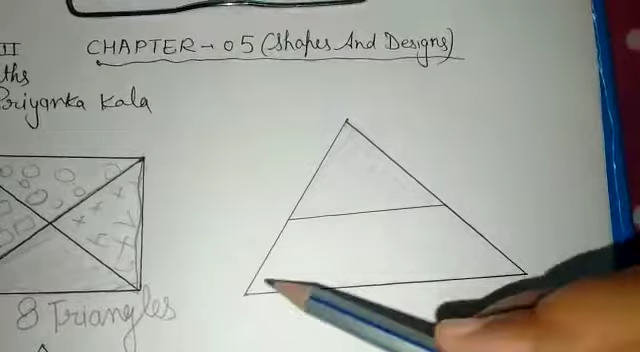 CHAPTER → 05 (Shapes And Designs)
II
ths
Priyanka Kala
8 Triangles